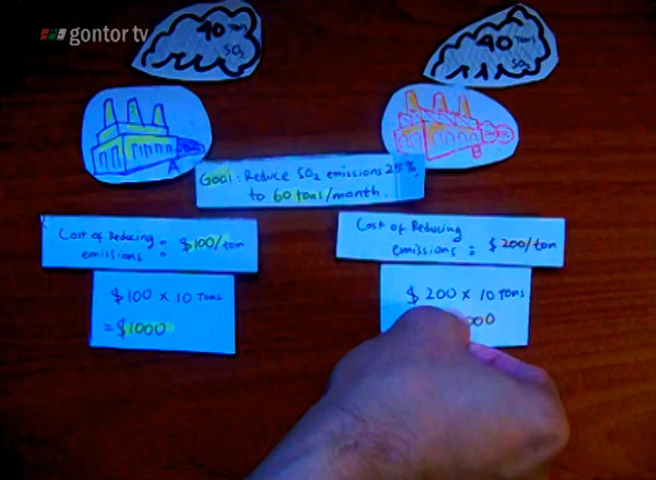 gontor tv
40 Tons
SO₂
40 Tons
SO₂
A
B
Goal: Reduce SO₂ emissions 25%,
to 60 tons/month.
Cost of Reducing
emissions : $100/ton
Cost of Reducing
emissions : $200/ton
$100 x 10 Tons
= $1000
$200 x 10 Tons
000